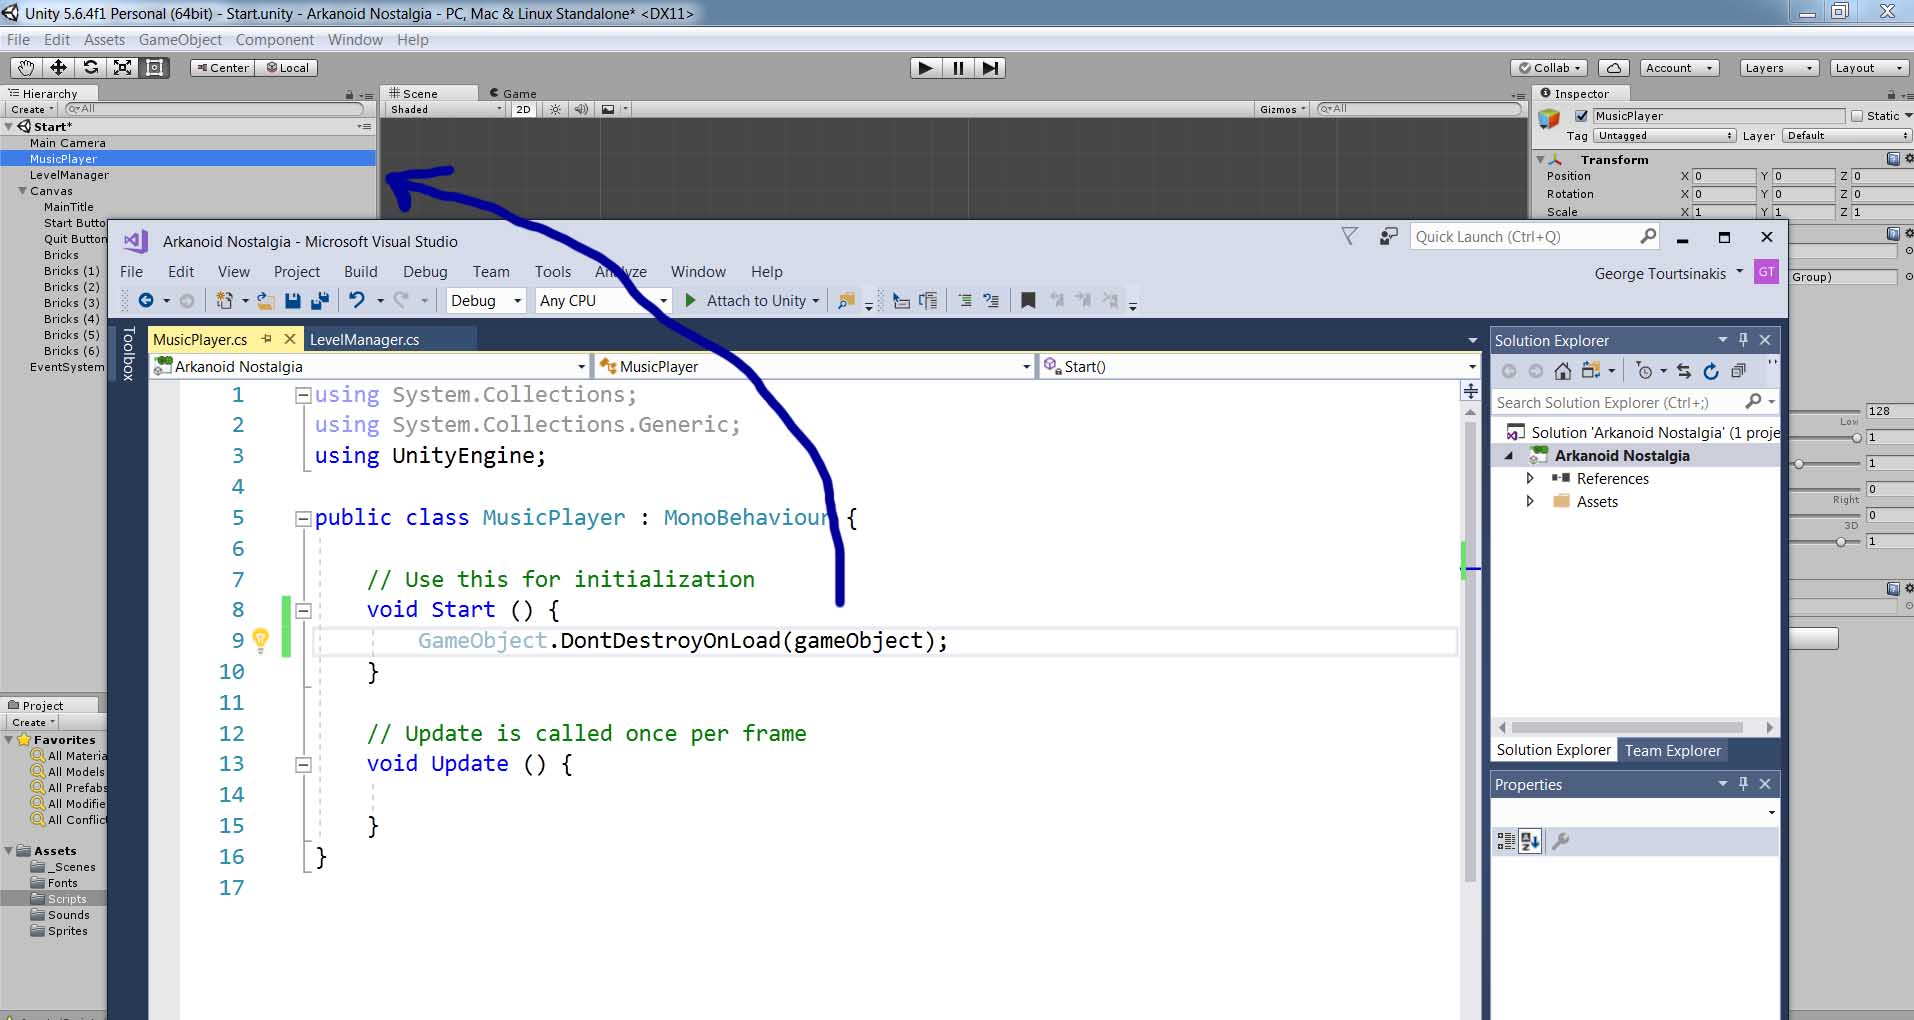 Unity 5.6.4f1 Personal (64bit) - Start.unity - Arkanoid Nostalgia - PC, Mac & Linux Standalone* <DX11>
File Edit Assets GameObject Component Window Help
Center Local Collab Account Layers Layout
Hierarchy
Create All
Start*
Main Camera
MusicPlayer
LevelManager
Canvas
MainTitle
Start Butto
Quit Button
Bricks
Bricks (1)
Bricks (2)
Bricks (3)
Bricks (4)
Bricks (5)
Bricks (6)
EventSystem
Scene Game
Shaded 2D Gizmos All
Inspector
MusicPlayer Static
Tag Untagged Layer Default
Transform
Position X 0 Y 0 Z 0
Rotation X 0 Y 0 Z 0
Scale X 1 Y 1 Z 1
Group)
128
Low
1
1
0
Right
0
3D
1
Arkanoid Nostalgia - Microsoft Visual Studio
Quick Launch (Ctrl+Q)
File Edit View Project Build Debug Team Tools Analyze Window Help
George Tourtsinakis GT
Debug Any CPU Attach to Unity
Toolbox
MusicPlayer.cs LevelManager.cs
Arkanoid Nostalgia MusicPlayer Start()
1 using System.Collections;
2 using System.Collections.Generic;
3 using UnityEngine;
4
5 public class MusicPlayer : MonoBehaviour {
6
7 // Use this for initialization
8 void Start () {
9 GameObject.DontDestroyOnLoad(gameObject);
10 }
11
12 // Update is called once per frame
13 void Update () {
14
15 }
16 }
17
Solution Explorer
Search Solution Explorer (Ctrl+;)
Solution 'Arkanoid Nostalgia' (1 proje
Arkanoid Nostalgia
References
Assets
Solution Explorer Team Explorer
Properties
Project
Create
Favorites
All Materia
All Models
All Prefabs
All Modifie
All Conflict
Assets
_Scenes
Fonts
Scripts
Sounds
Sprites